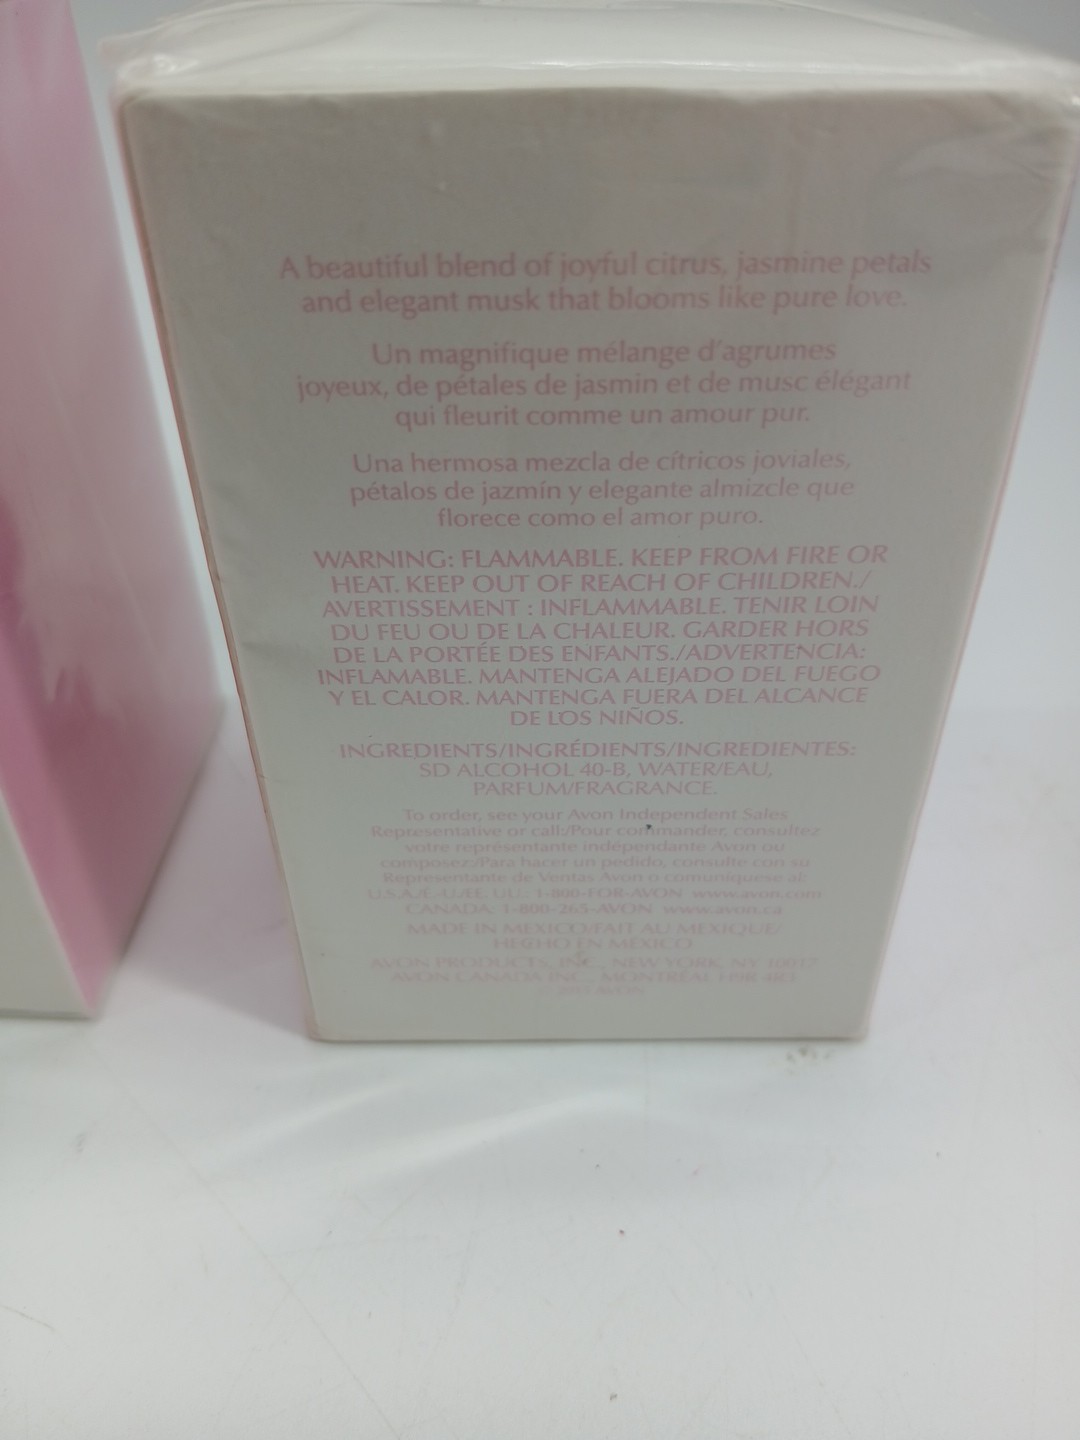 A beautiful blend of joyful citrus, jasmine petals
and elegant musk that blooms like pure love.
Un magnifique mélange d'agrumes
joyeux, de pétales de jasmin et de musc élégant
qui fleurit comme un amour pur.
Una hermosa mezcla de cítricos joviales,
pétalos de jazmín y elegante almizcle que
florece como el amor puro.
WARNING: FLAMMABLE. KEEP FROM FIRE OR
HEAT. KEEP OUT OF REACH OF CHILDREN./
AVERTISSEMENT : INFLAMMABLE. TENIR LOIN
DU FEU OU DE LA CHALEUR. GARDER HORS
DE LA PORTÉE DES ENFANTS./ADVERTENCIA:
INFLAMABLE. MANTENGA ALEJADO DEL FUEGO
Y EL CALOR. MANTENGA FUERA DEL ALCANCE
DE LOS NIÑOS.
INGREDIENTS/INGRÉDIENTS/INGREDIENTES:
SD ALCOHOL 40-B, WATER/EAU,
PARFUM/FRAGRANCE.
To order, see your Avon Independent Sales
Representative or call:/Pour commander, consultez
votre représentante indépendante Avon ou
composez:/Para hacer un pedido, consulte con su
Representante de Ventas Avon o comuníquese al:
U.S.A./É.-U./EE. UU.: 1-800-FOR-AVON www.avon.com
CANADA: 1-800-265-AVON www.avon.ca
MADE IN MEXICO/FAIT AU MEXIQUE/
HECHO EN MÉXICO
AVON PRODUCTS, INC., NEW YORK, NY 10017
AVON CANADA INC., MONTRÉAL H9R 4R1
AVON